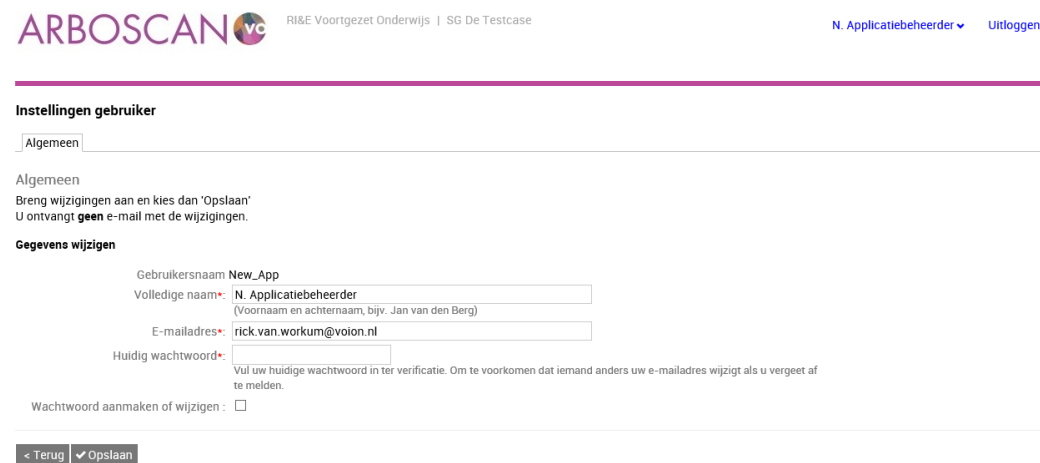 ARBOSCAN VO
RI&E Voortgezet Onderwijs | SG De Testcase
N. Applicatiebeheerder
Uitloggen
Instellingen gebruiker
Algemeen
Algemeen
Breng wijzigingen aan en kies dan 'Opslaan'
U ontvangt geen e-mail met de wijzigingen.
Gegevens wijzigen
Gebruikersnaam New_App
Volledige naam*: N. Applicatiebeheerder
(Voornaam en achternaam, bijv. Jan van den Berg)
E-mailadres*: rick.van.workum@voion.nl
Huidig wachtwoord*:
Vul uw huidige wachtwoord in ter verificatie. Om te voorkomen dat iemand anders uw e-mailadres wijzigt als u vergeet af
te melden.
Wachtwoord aanmaken of wijzigen :
< Terug
Opslaan